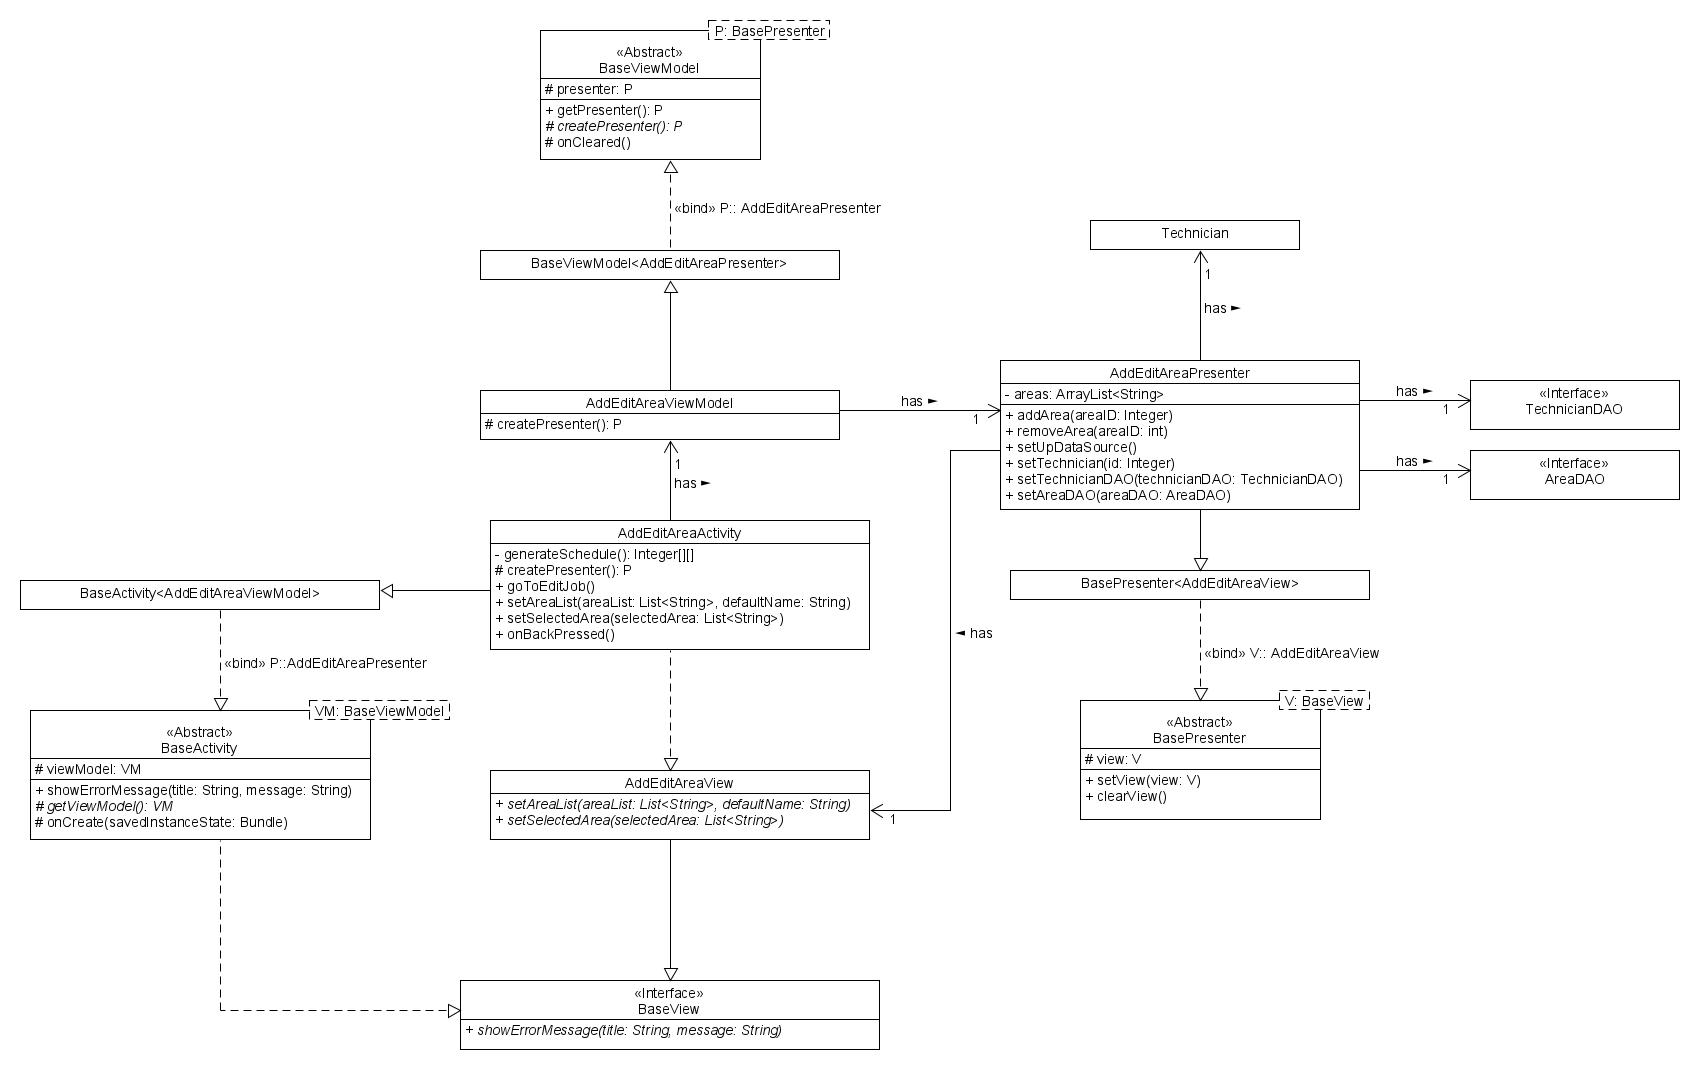 P: BasePresenter
«Abstract»
BaseViewModel
# presenter: P
+ getPresenter(): P
# createPresenter(): P
# onCleared()
«bind» P:: AddEditAreaPresenter
BaseViewModel<AddEditAreaPresenter>
Technician
1
has ►
AddEditAreaViewModel
# createPresenter(): P
has ►
1
AddEditAreaPresenter
- areas: ArrayList<String>
+ addArea(areaID: Integer)
+ removeArea(areaID: int)
+ setUpDataSource()
+ setTechnician(id: Integer)
+ setTechnicianDAO(technicianDAO: TechnicianDAO)
+ setAreaDAO(areaDAO: AreaDAO)
has ►
1
«Interface»
TechnicianDAO
has ►
1
«Interface»
AreaDAO
1
has ►
AddEditAreaActivity
- generateSchedule(): Integer[][]
# createPresenter(): P
+ goToEditJob()
+ setAreaList(areaList: List<String>, defaultName: String)
+ setSelectedArea(selectedArea: List<String>)
+ onBackPressed()
BaseActivity<AddEditAreaViewModel>
BasePresenter<AddEditAreaView>
◄ has
«bind» P::AddEditAreaPresenter
«bind» V:: AddEditAreaView
VM: BaseViewModel
«Abstract»
BaseActivity
# viewModel: VM
+ showErrorMessage(title: String, message: String)
# getViewModel(): VM
# onCreate(savedInstanceState: Bundle)
V: BaseView
«Abstract»
BasePresenter
# view: V
+ setView(view: V)
+ clearView()
AddEditAreaView
+ setAreaList(areaList: List<String>, defaultName: String)
+ setSelectedArea(selectedArea: List<String>)
1
«Interface»
BaseView
+ showErrorMessage(title: String, message: String)